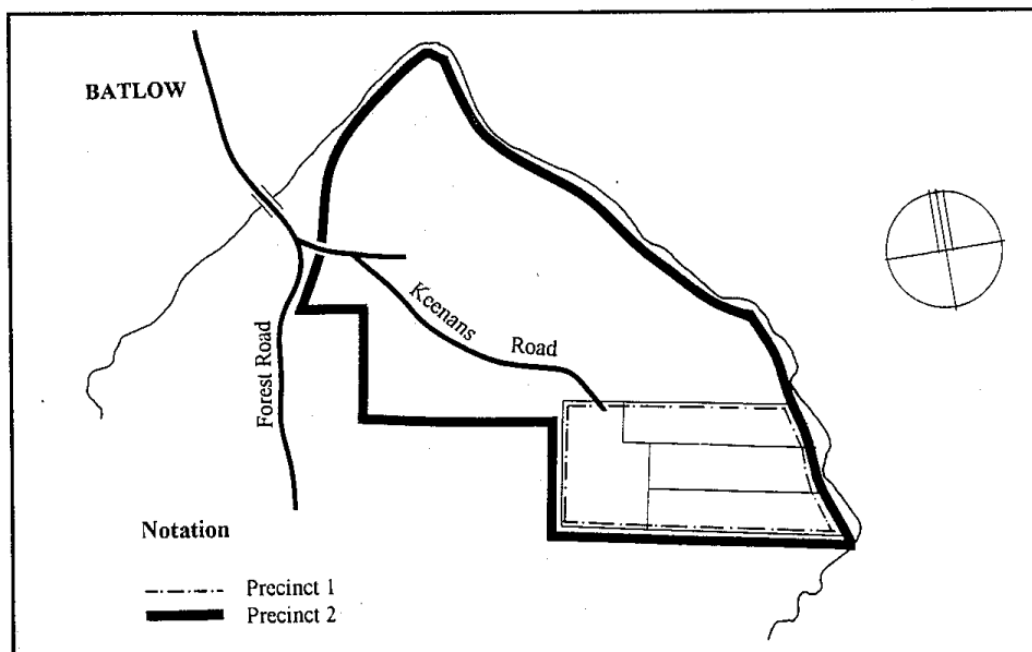 BATLOW
Keenans
Road
Forest Road
Notation
Precinct 1
Precinct 2